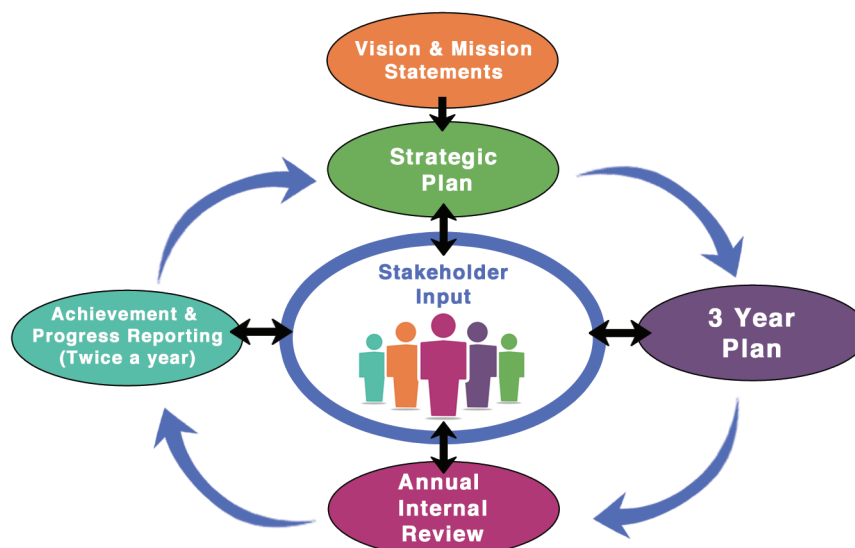 Vision & Mission
Statements
Strategic
Plan
Stakeholder
Input
Achievement &
Progress Reporting
(Twice a year)
3 Year
Plan
Annual
Internal
Review